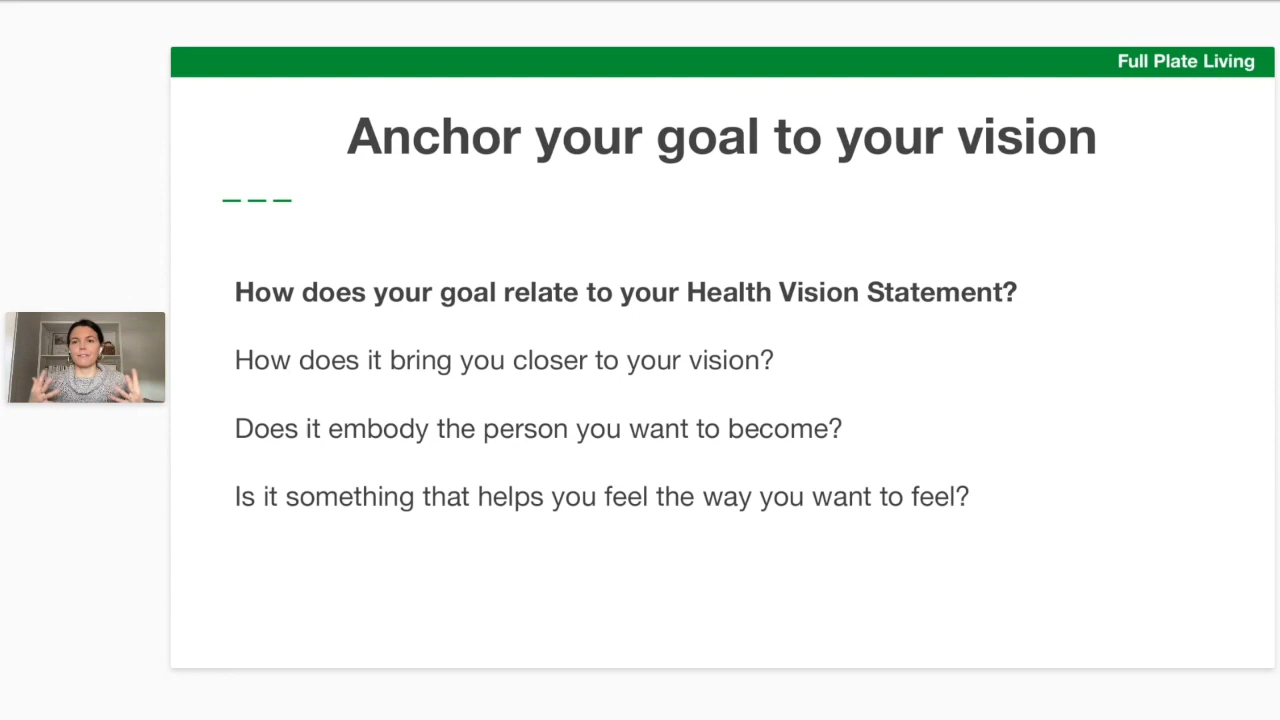 Full Plate Living
Anchor your goal to your vision
How does your goal relate to your Health Vision Statement?
How does it bring you closer to your vision?
Does it embody the person you want to become?
Is it something that helps you feel the way you want to feel?